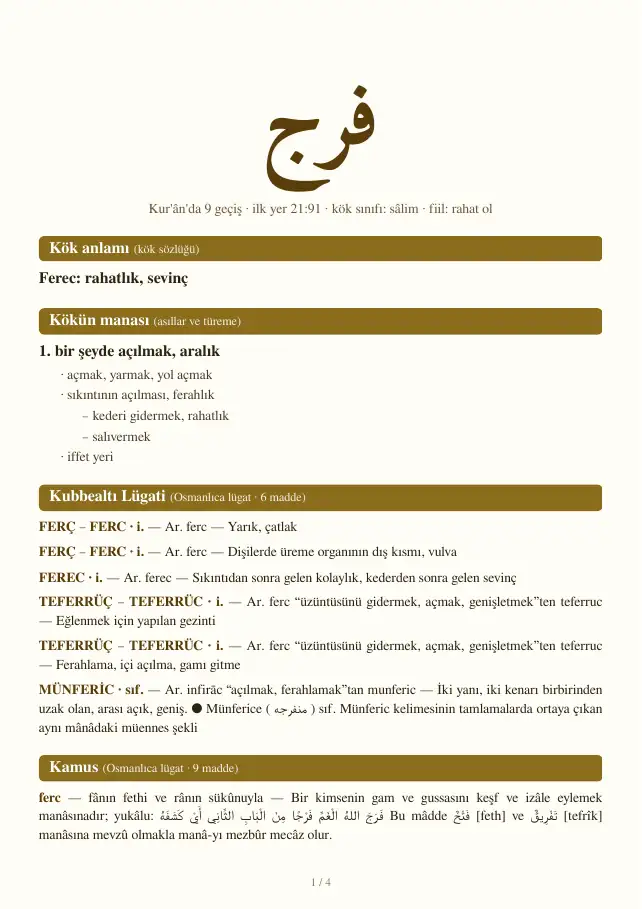 فرج
Kur'ân'da 9 geçiş · ilk yer 21:91 · kök sınıfı: sâlim · fiil: rahat ol
Kök anlamı (kök sözlüğü)
Ferec: rahatlık, sevinç
Kökün manası (asıllar ve türeme)
1. bir şeyde açılmak, aralık
· açmak, yarmak, yol açmak
· sıkıntının açılması, ferahlık
– kederi gidermek, rahatlık
– salıvermek
· iffet yeri
Kubbealtı Lügati (Osmanlıca lügat · 6 madde)
FERÇ – FERC · i. — Ar. ferc — Yarık, çatlak
FERÇ – FERC · i. — Ar. ferc — Dişilerde üreme organının dış kısmı, vulva
FEREC · i. — Ar. ferec — Sıkıntıdan sonra gelen kolaylık, kederden sonra gelen sevinç
TEFERRÜÇ – TEFERRÜC · i. — Ar. ferc “üzüntüsünü gidermek, açmak, genişletmek”ten teferruc
— Eğlenmek için yapılan gezinti
TEFERRÜÇ – TEFERRÜC · i. — Ar. ferc “üzüntüsünü gidermek, açmak, genişletmek”ten teferruc
— Ferahlama, içi açılma, gamı gitme
MÜNFERİC · sıf. — Ar. infirāc “açılmak, ferahlamak”tan munferic — İki yanı, iki kenarı birbirinden
uzak olan, arası açık, geniş. ● Münferice ( منفرجه ) sıf. Münferic kelimesinin tamlamalarda ortaya çıkan
aynı mânâdaki müennes şekli
Kamus (Osmanlıca lügat · 9 madde)
ferc — fânın fethi ve rânın sükûnuyla — Bir kimsenin gam ve gussasını keşf ve izâle eylemek
manâsınadır; yukâlu: فَرَجَ اللهُ الْغَمَّ فَرْجًا مِنَ الْبَابِ الثَّانِي أَيْ كَشَفَهُ Bu mâdde فَتْحٌ [feth] ve تَفْرِيقٌ [tefrîk]
manâsına mevzû olmakla manâ-yı mezbûr mecâz olur.
1 / 4